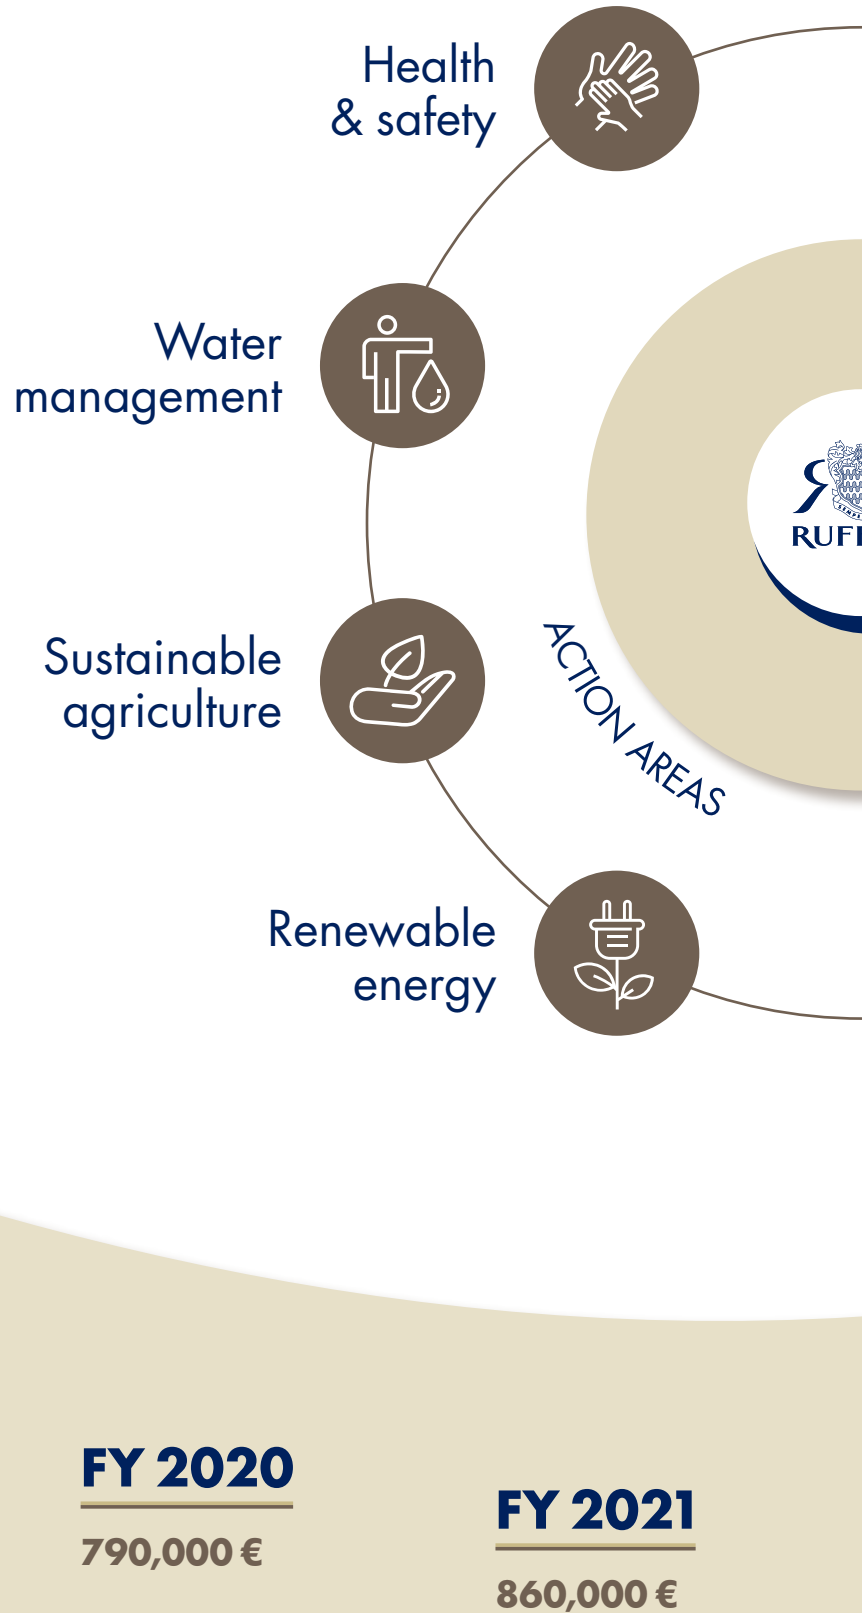 Health
& safety
Water
management
Sustainable
agriculture
ACTION AREAS
Renewable
energy
FY 2020
790,000 €
FY 2021
860,000 €